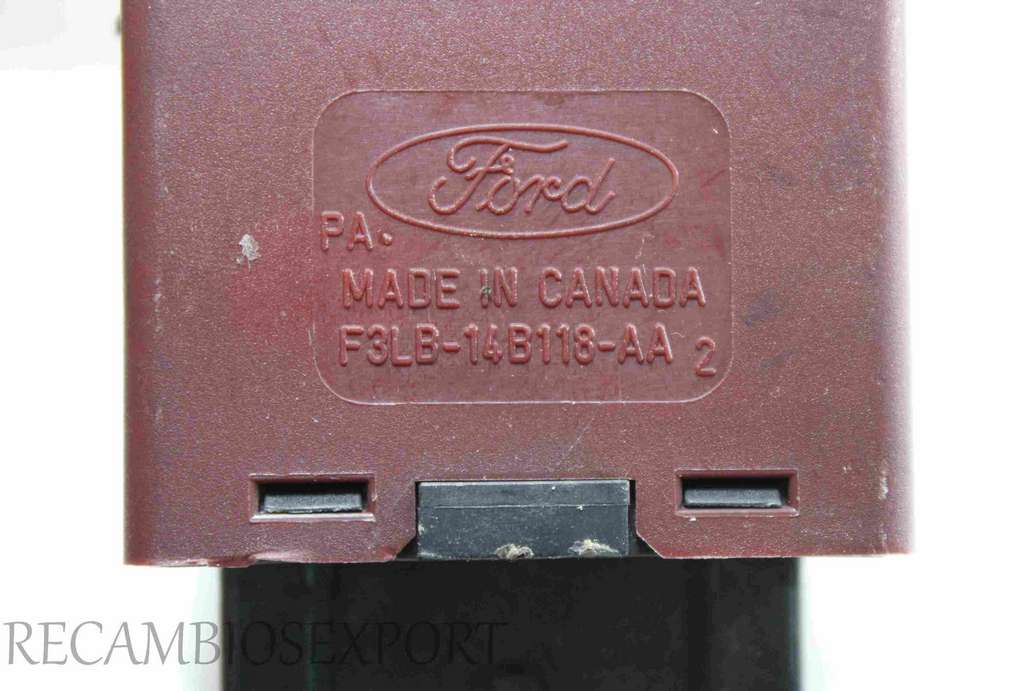 Ford
PA.
MADE IN CANADA
F3LB-14B118-AA 2
RECAMBIOSEXPORT